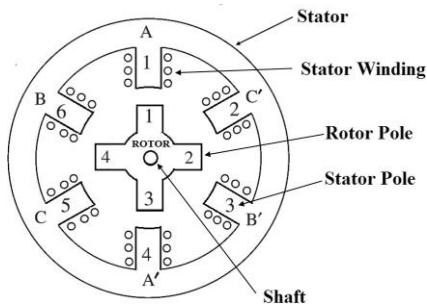 Stator
A
1
Stator Winding
B
6
2
C′
1
Rotor Pole
ROTOR
4
2
3
Stator Pole
C
5
3
B′
4
A′
Shaft